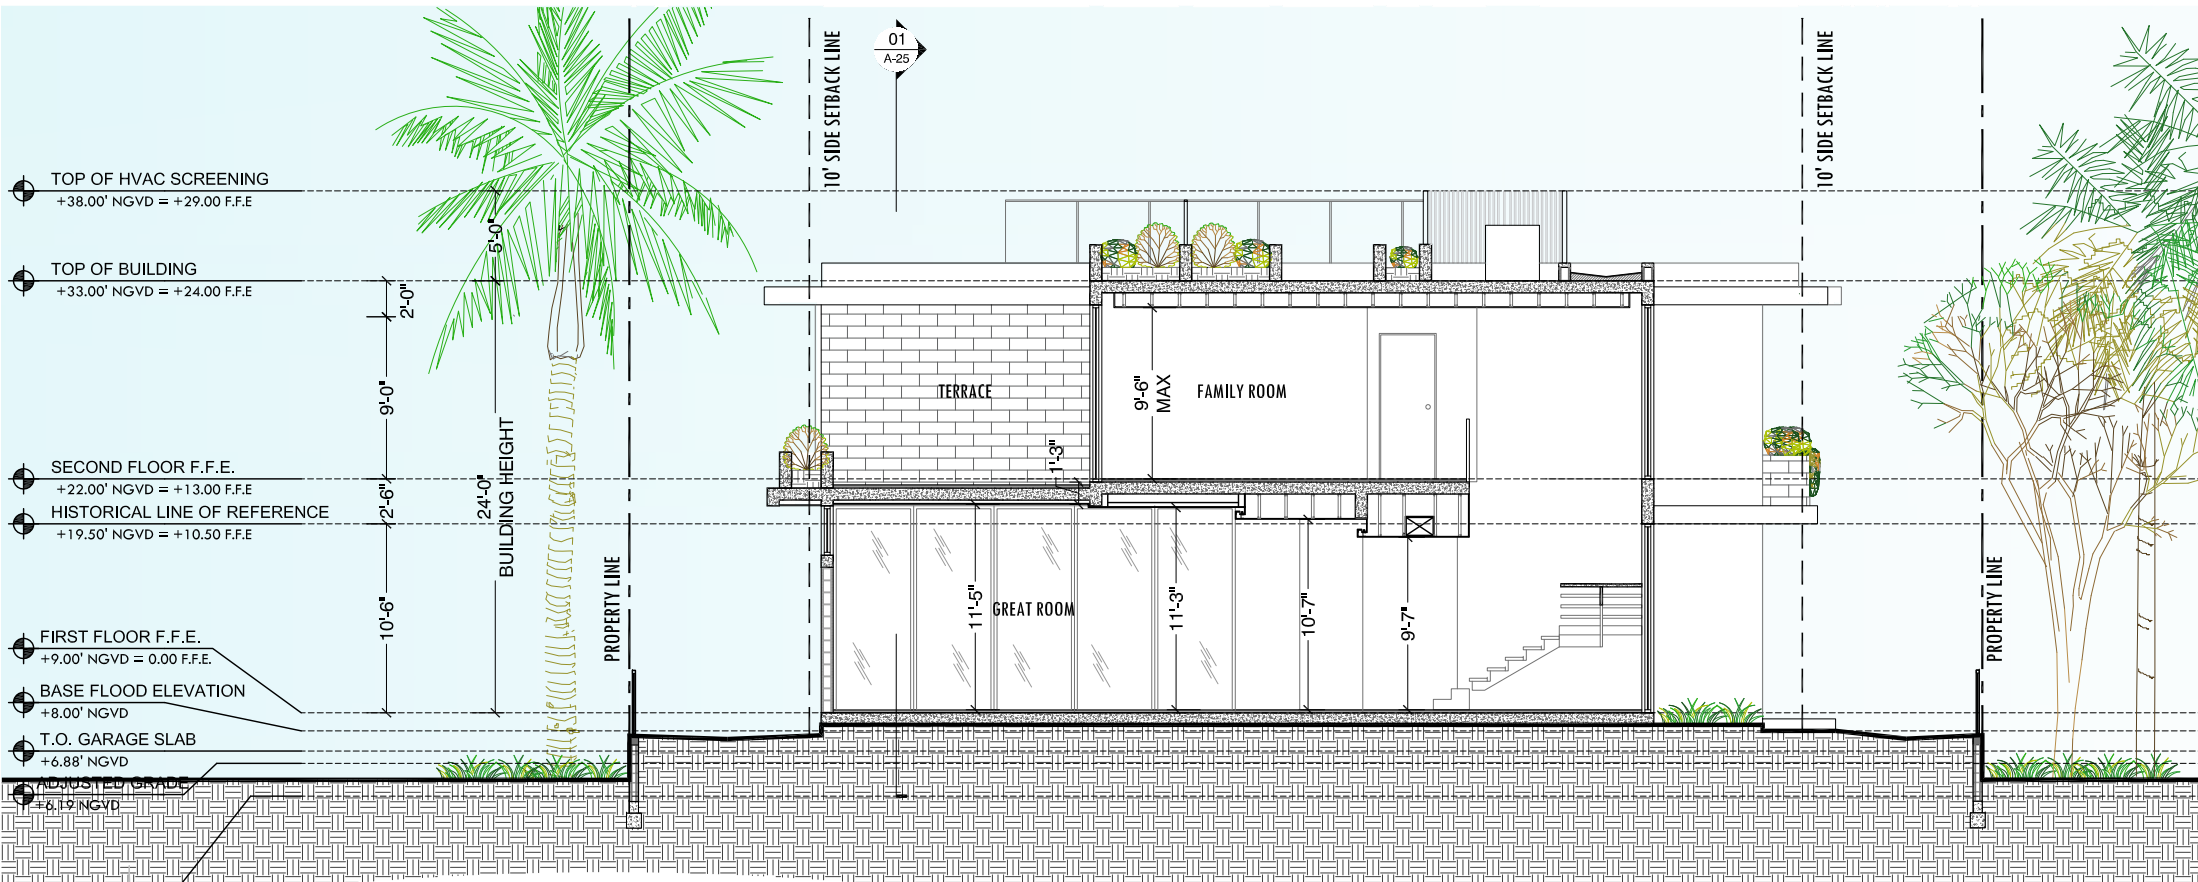 01
A-25
10' SIDE SETBACK LINE
10' SIDE SETBACK LINE
TOP OF HVAC SCREENING
+38.00' NGVD = +29.00 F.F.E
5'-0"
TOP OF BUILDING
+33.00' NGVD = +24.00 F.F.E
2'-0"
9'-0"
TERRACE
9'-6"
MAX
FAMILY ROOM
1'-3"
SECOND FLOOR F.F.E.
+22.00' NGVD = +13.00 F.F.E
2'-6"
24'-0"
BUILDING HEIGHT
HISTORICAL LINE OF REFERENCE
+19.50' NGVD = +10.50 F.F.E
PROPERTY LINE
PROPERTY LINE
10'-6"
11'-5"
GREAT ROOM
11'-3"
10'-7"
9'-7"
FIRST FLOOR F.F.E.
+9.00' NGVD = 0.00 F.F.E.
BASE FLOOD ELEVATION
+8.00' NGVD
T.O. GARAGE SLAB
+6.88' NGVD
ADJUSTED GRADE
+6.19 NGVD